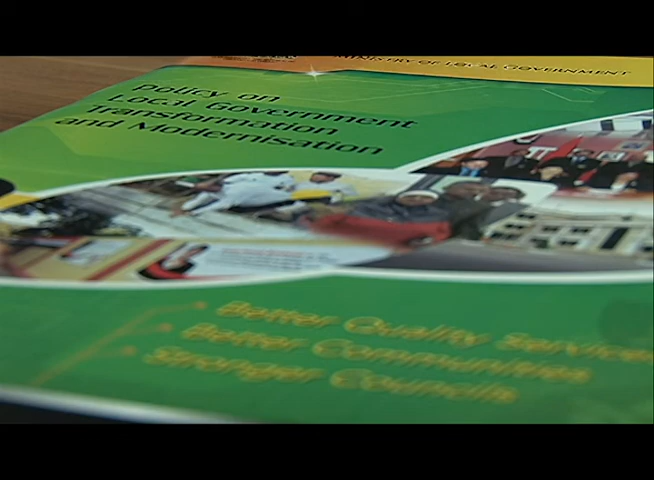 MINISTRY OF LOCAL GOVERNMENT
Policy on
Local Government
Transformation
and Modernisation
Better Quality Services
Better Communities
Stronger Councils